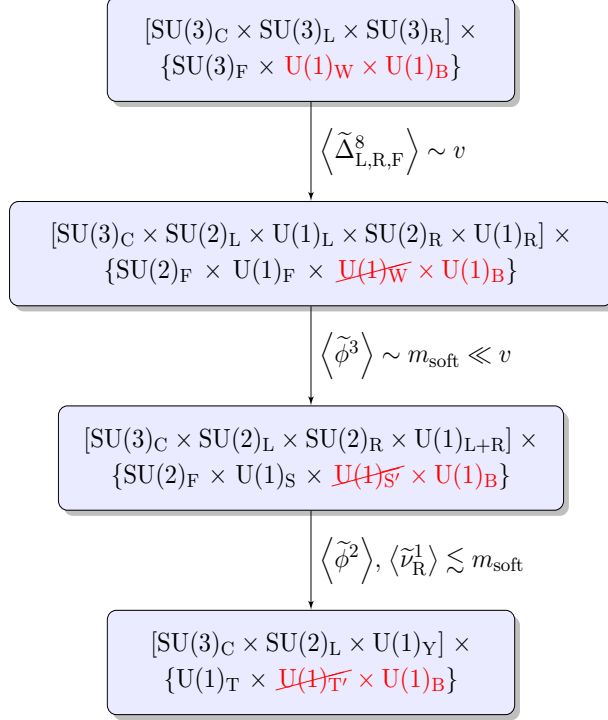 [SU(3)_C × SU(3)_L × SU(3)_R] ×
{SU(3)_F × U(1)_W × U(1)_B}
⟨Δ̃^8_{L,R,F}⟩ ∼ v
[SU(3)_C × SU(2)_L × U(1)_L × SU(2)_R × U(1)_R] ×
{SU(2)_F × U(1)_F × U(1)_W × U(1)_B}
⟨ϕ̃^3⟩ ∼ m_soft ≪ v
[SU(3)_C × SU(2)_L × SU(2)_R × U(1)_{L+R}] ×
{SU(2)_F × U(1)_S × U(1)_{S′} × U(1)_B}
⟨ϕ̃^2⟩, ⟨ν̃^1_R⟩ ≲ m_soft
[SU(3)_C × SU(2)_L × U(1)_Y] ×
{U(1)_T × U(1)_{T′} × U(1)_B}